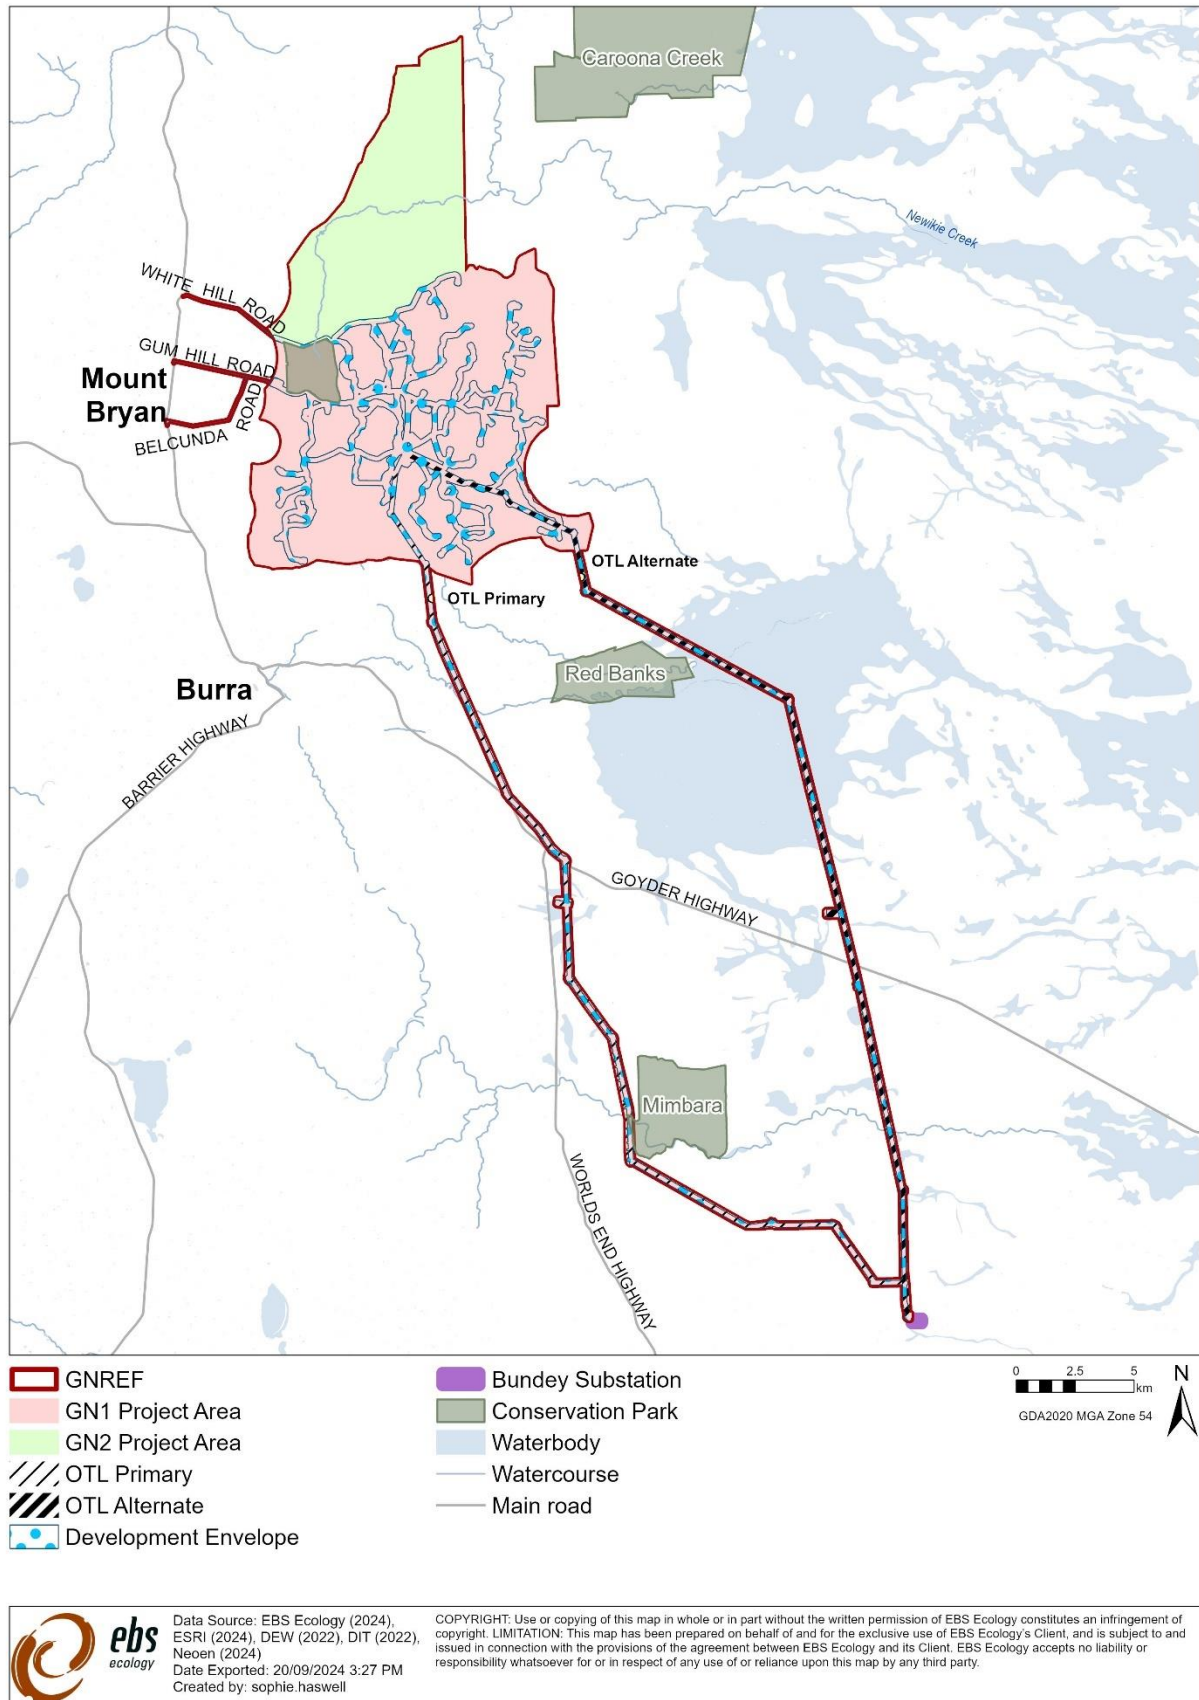 Caroona Creek
Newikie Creek
WHITE HILL ROAD
GUM HILL ROAD
Mount
Bryan
BELCUNDA ROAD
OTL Alternate
OTL Primary
Red Banks
Burra
BARRIER HIGHWAY
GOYDER HIGHWAY
Mimbara
WORLDS END HIGHWAY
GNREF
GN1 Project Area
GN2 Project Area
OTL Primary
OTL Alternate
Development Envelope
Bundey Substation
Conservation Park
Waterbody
Watercourse
Main road
0 2.5 5
km
N
GDA2020 MGA Zone 54
ebs
ecology
Data Source: EBS Ecology (2024),
ESRI (2024), DEW (2022), DIT (2022),
Neoen (2024)
Date Exported: 20/09/2024 3:27 PM
Created by: sophie.haswell
COPYRIGHT: Use or copying of this map in whole or in part without the written permission of EBS Ecology constitutes an infringement of
copyright. LIMITATION: This map has been prepared on behalf of and for the exclusive use of EBS Ecology's Client, and is subject to and
issued in connection with the provisions of the agreement between EBS Ecology and its Client. EBS Ecology accepts no liability or
responsibility whatsoever for or in respect of any use of or reliance upon this map by any third party.